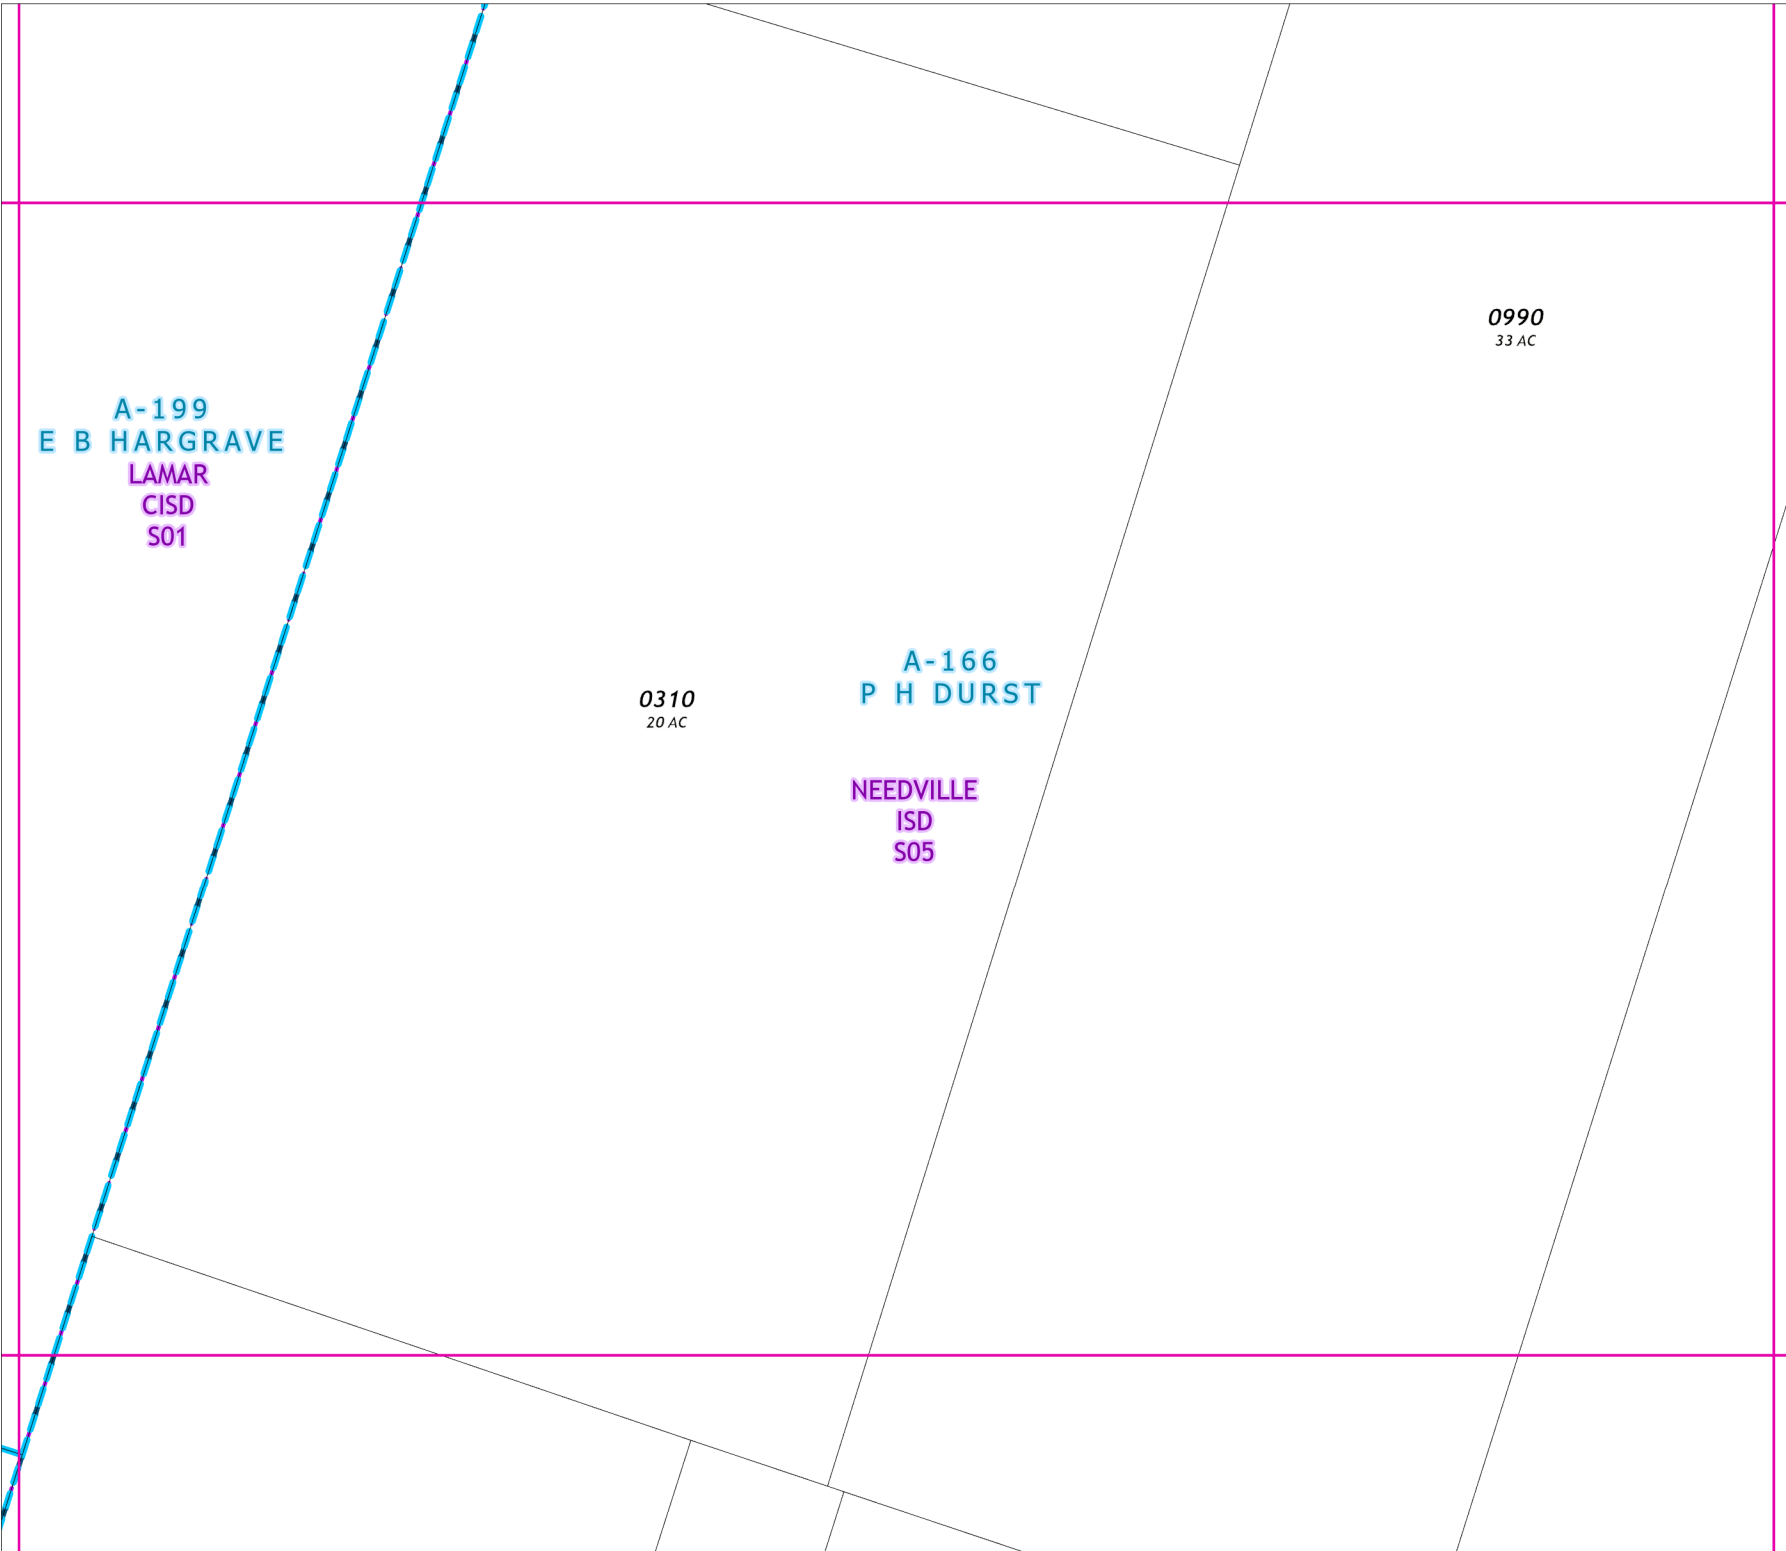 0990
33 AC
A-199
E B HARGRAVE
LAMAR
CISD
S01
A-166
P H DURST
0310
20 AC
NEEDVILLE
ISD
S05